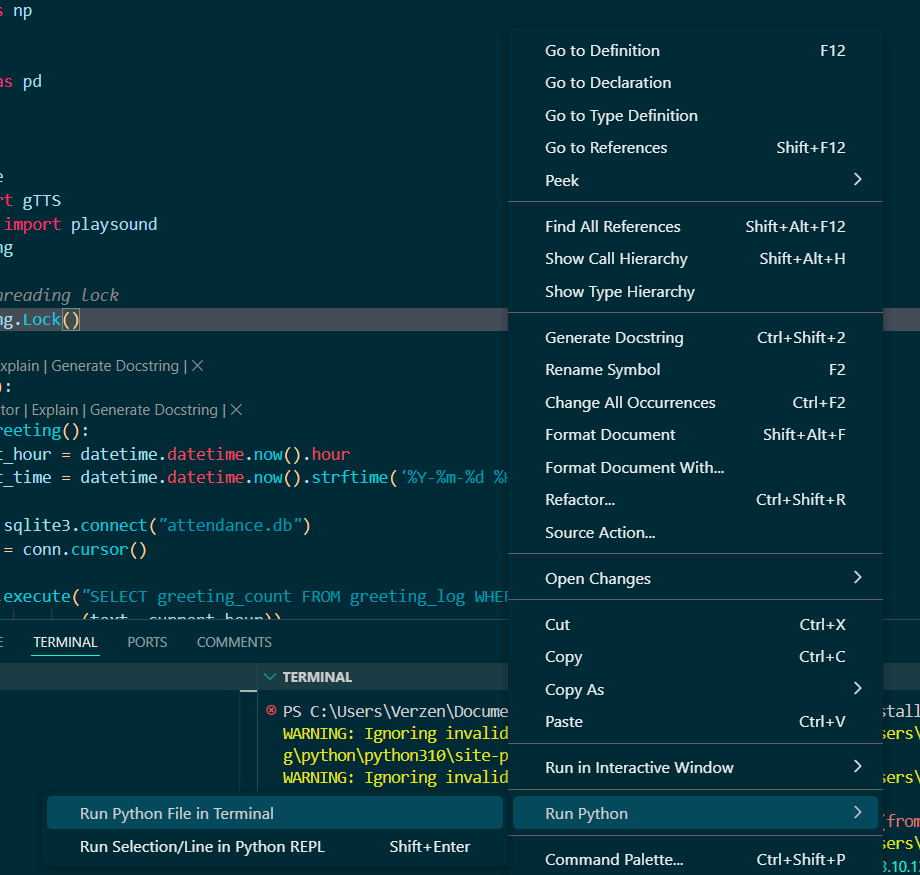 s np
as pd
e
rt gTTS
import playsound
ng
hreading lock
ng.Lock()
xplain | Generate Docstring | ×
):
tor | Explain | Generate Docstring | ×
reeting():
t_hour = datetime.datetime.now().hour
t_time = datetime.datetime.now().strftime('%Y-%m-%d %H
sqlite3.connect("attendance.db")
= conn.cursor()
.execute("SELECT greeting_count FROM greeting_log WHER
(text, current_hour))
Go to Definition F12
Go to Declaration
Go to Type Definition
Go to References Shift+F12
Peek >
Find All References Shift+Alt+F12
Show Call Hierarchy Shift+Alt+H
Show Type Hierarchy
Generate Docstring Ctrl+Shift+2
Rename Symbol F2
Change All Occurrences Ctrl+F2
Format Document Shift+Alt+F
Format Document With...
Refactor... Ctrl+Shift+R
Source Action...
Open Changes >
Cut Ctrl+X
Copy Ctrl+C
Copy As >
Paste Ctrl+V
Run in Interactive Window >
Run Python >
Command Palette... Ctrl+Shift+P
E TERMINAL PORTS COMMENTS
TERMINAL
PS C:\Users\Verzen\Docume stall
WARNING: Ignoring invalid sers\
g\python\python310\site-p
WARNING: Ignoring invalid sers\
(from
sers\
3.10.1
Run Python File in Terminal
Run Selection/Line in Python REPL Shift+Enter